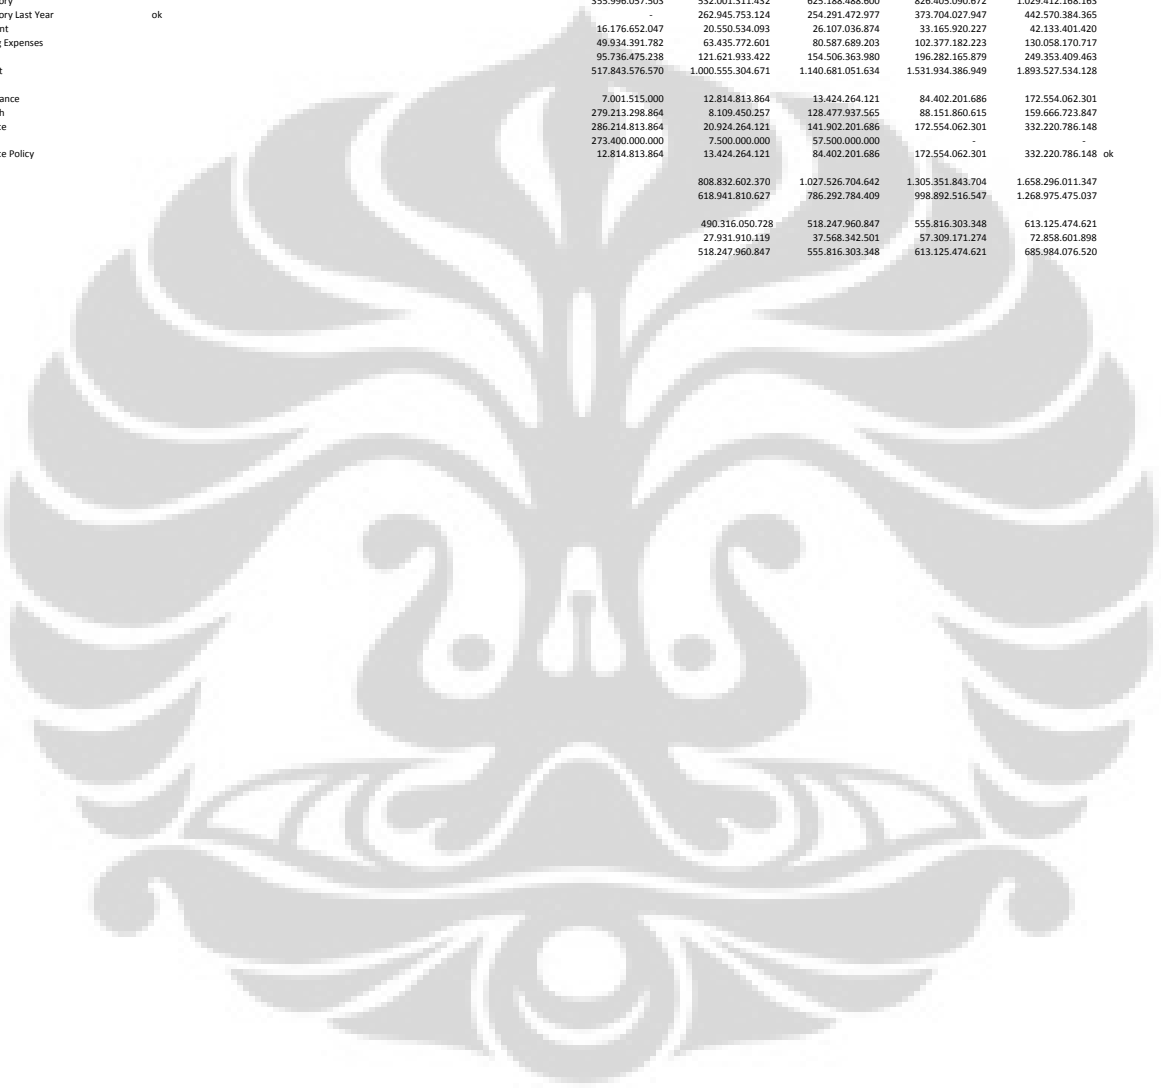 ory 355.996.057.503 532.001.311.432 625.188.488.600 826.405.090.672 1.029.412.168.163
ory Last Year ok - 262.945.753.124 254.291.472.977 373.704.027.947 442.570.384.365
nt 16.176.652.047 20.550.534.093 26.107.036.874 33.165.920.227 42.133.401.420
g Expenses 49.934.391.782 63.435.772.601 80.587.689.203 102.377.182.223 130.058.170.717
95.736.475.238 121.621.933.422 154.506.363.980 196.282.165.879 249.353.409.463
t 517.843.576.570 1.000.555.304.671 1.140.681.051.634 1.531.934.386.949 1.893.527.534.128
ance 7.001.515.000 12.814.813.864 13.424.264.121 84.402.201.686 172.554.062.301
h 279.213.298.864 8.109.450.257 128.477.937.565 88.151.860.615 159.666.723.847
ce 286.214.813.864 20.924.264.121 141.902.201.686 172.554.062.301 332.220.786.148
273.400.000.000 7.500.000.000 57.500.000.000 - -
ce Policy 12.814.813.864 13.424.264.121 84.402.201.686 172.554.062.301 332.220.786.148 ok
808.832.602.370 1.027.526.704.642 1.305.351.843.704 1.658.296.011.347
618.941.810.627 786.292.784.409 998.892.516.547 1.268.975.475.037
490.316.050.728 518.247.960.847 555.816.303.348 613.125.474.621
27.931.910.119 37.568.342.501 57.309.171.274 72.858.601.898
518.247.960.847 555.816.303.348 613.125.474.621 685.984.076.520